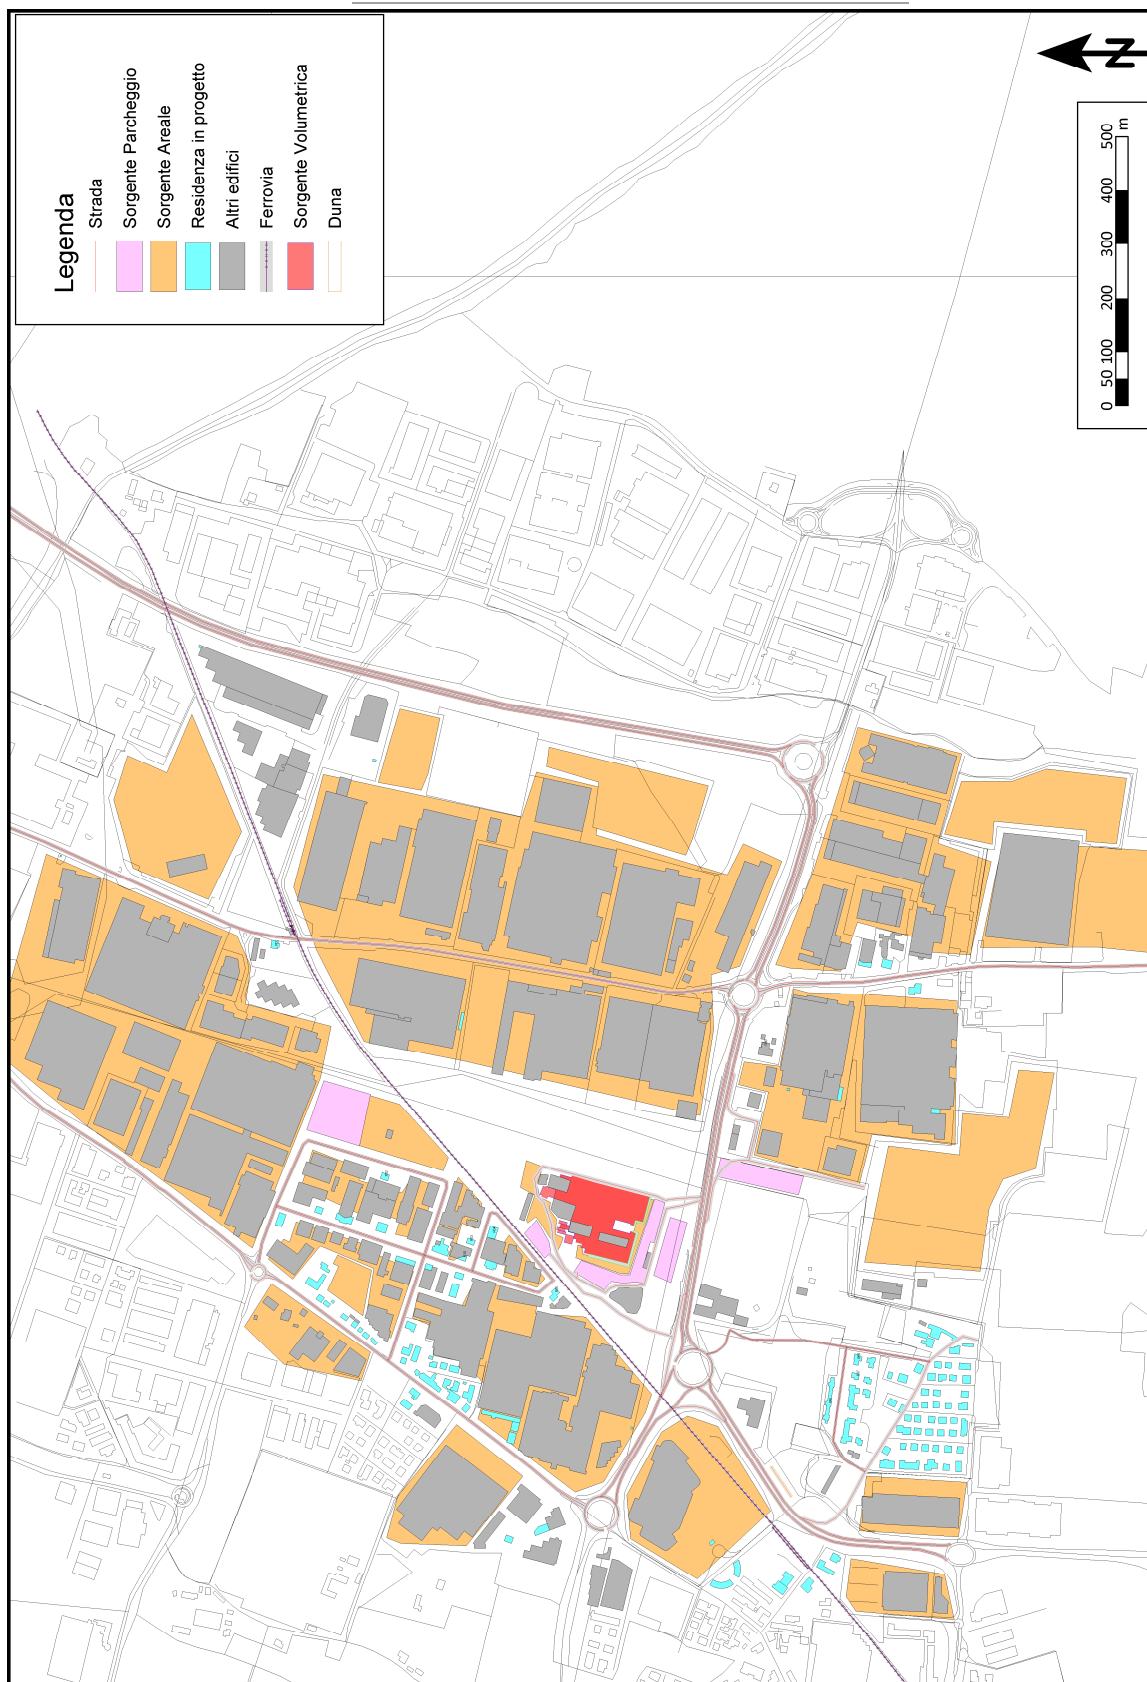 Legenda
Strada
Sorgente Parcheggio
Sorgente Areale
Residenza in progetto
Altri edifici
Ferrovia
Sorgente Volumetrica
Duna
N
0 50 100 200 300 400 500
m